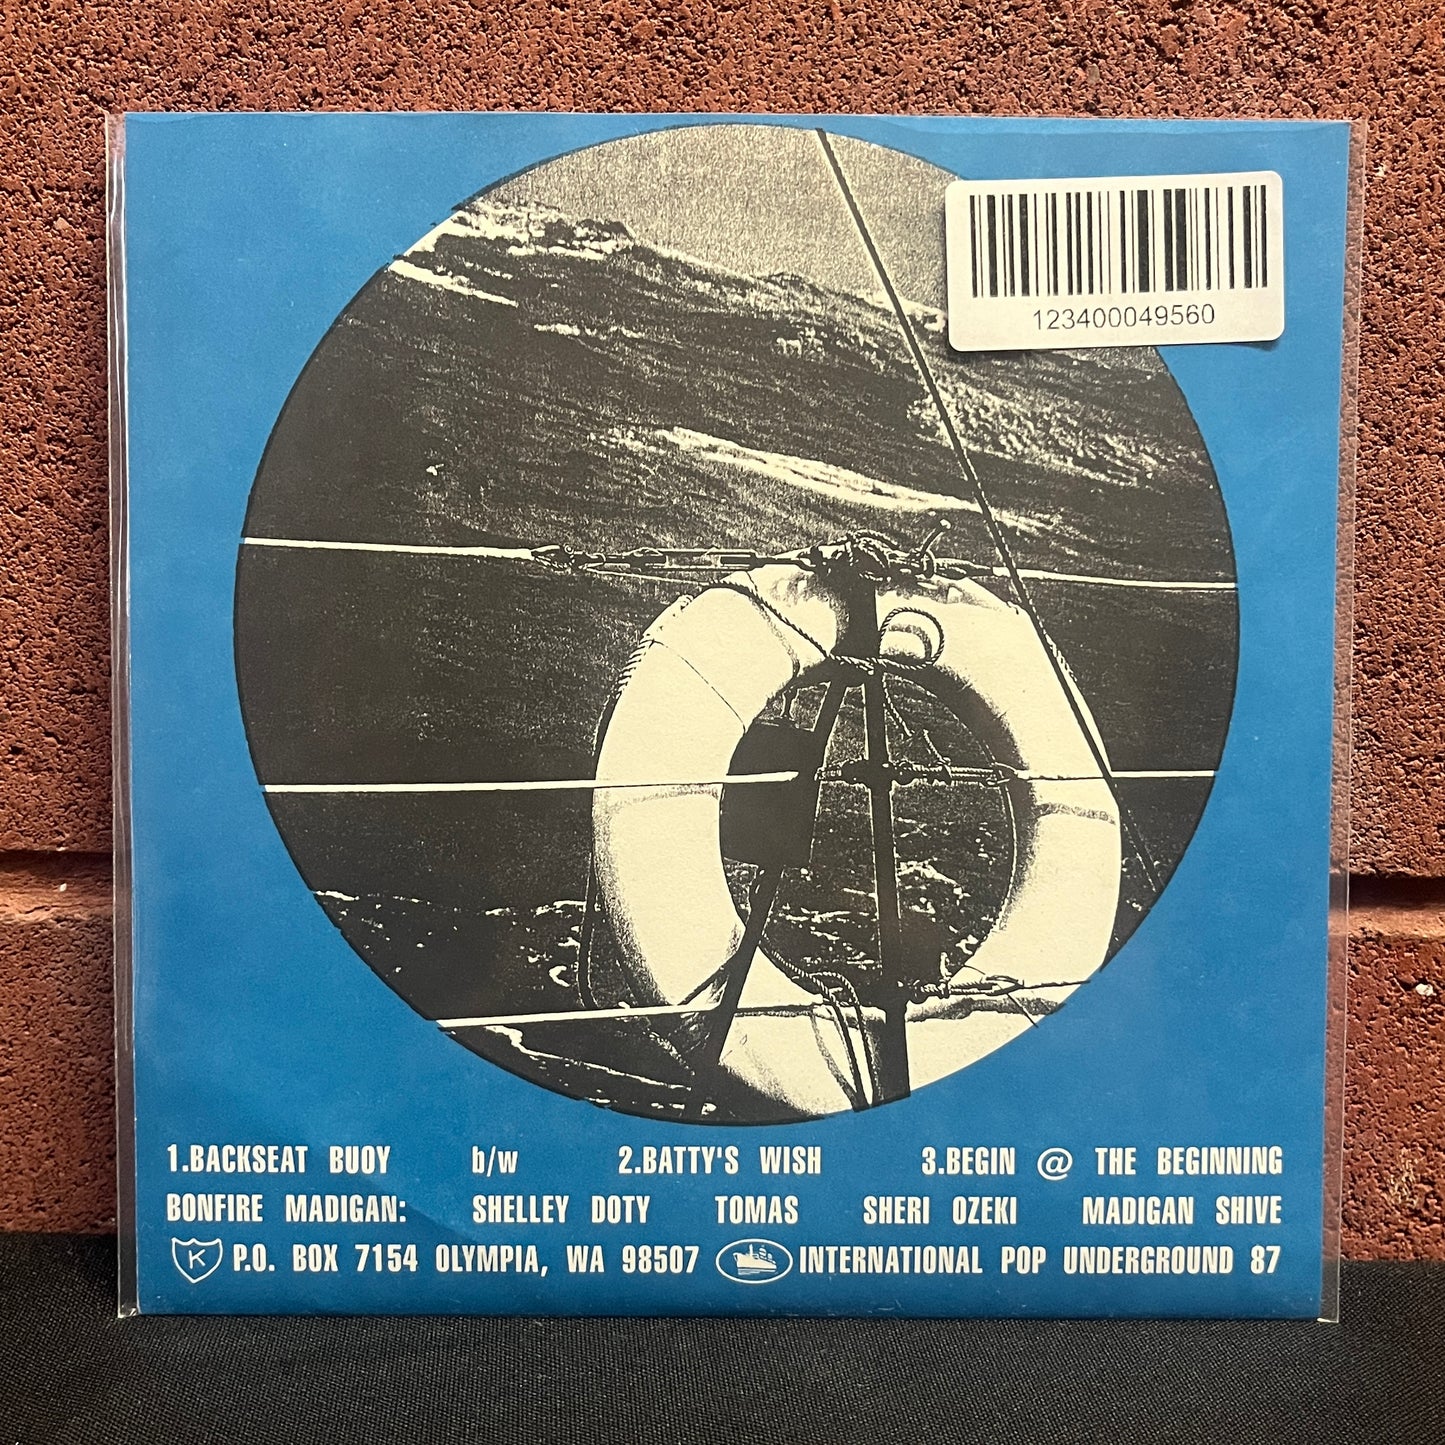 123400049560
1.BACKSEAT BUOY b/w 2.BATTY'S WISH 3.BEGIN @ THE BEGINNING
BONFIRE MADIGAN: SHELLEY DOTY TOMAS SHERI OZEKI MADIGAN SHIVE
K P.O. BOX 7154 OLYMPIA, WA 98507 INTERNATIONAL POP UNDERGROUND 87